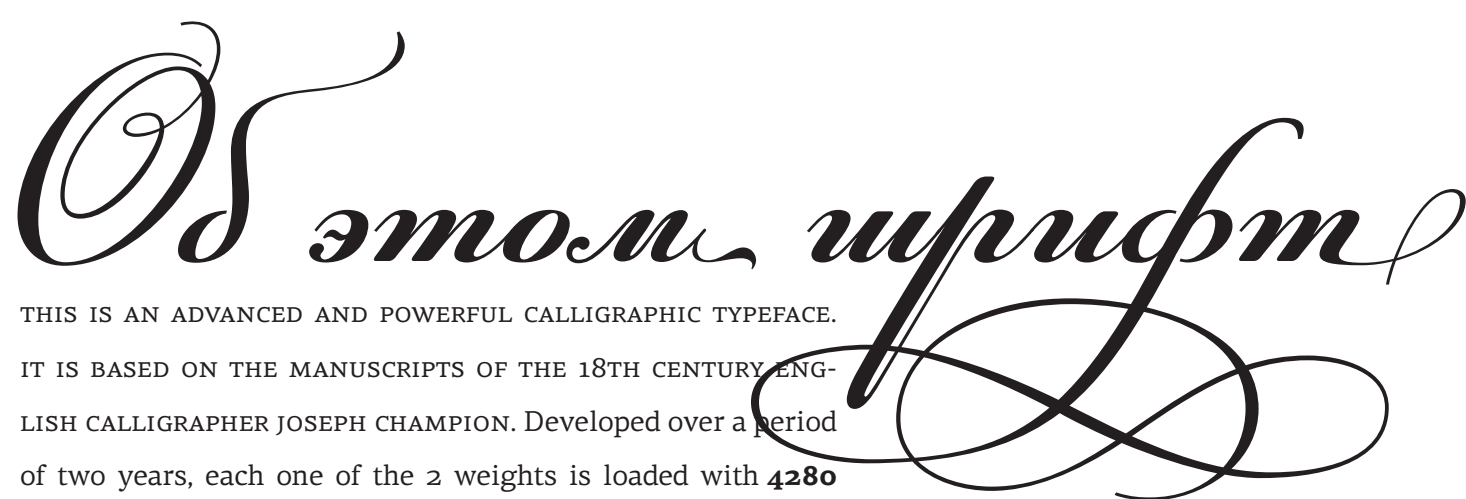 Об этом шрифт
THIS IS AN ADVANCED AND POWERFUL CALLIGRAPHIC TYPEFACE.
IT IS BASED ON THE MANUSCRIPTS OF THE 18TH CENTURY ENG-
LISH CALLIGRAPHER JOSEPH CHAMPION. Developed over a period
of two years, each one of the 2 weights is loaded with 4280